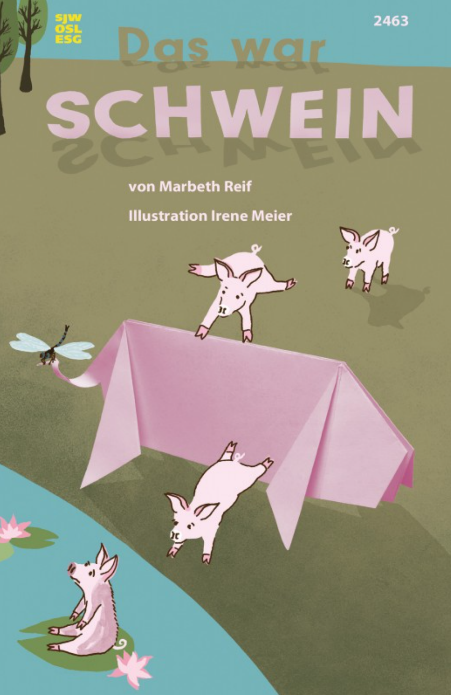 SJW
OSL
ESG
2463
Das war
SCHWEIN
von Marbeth Reif
Illustration Irene Meier